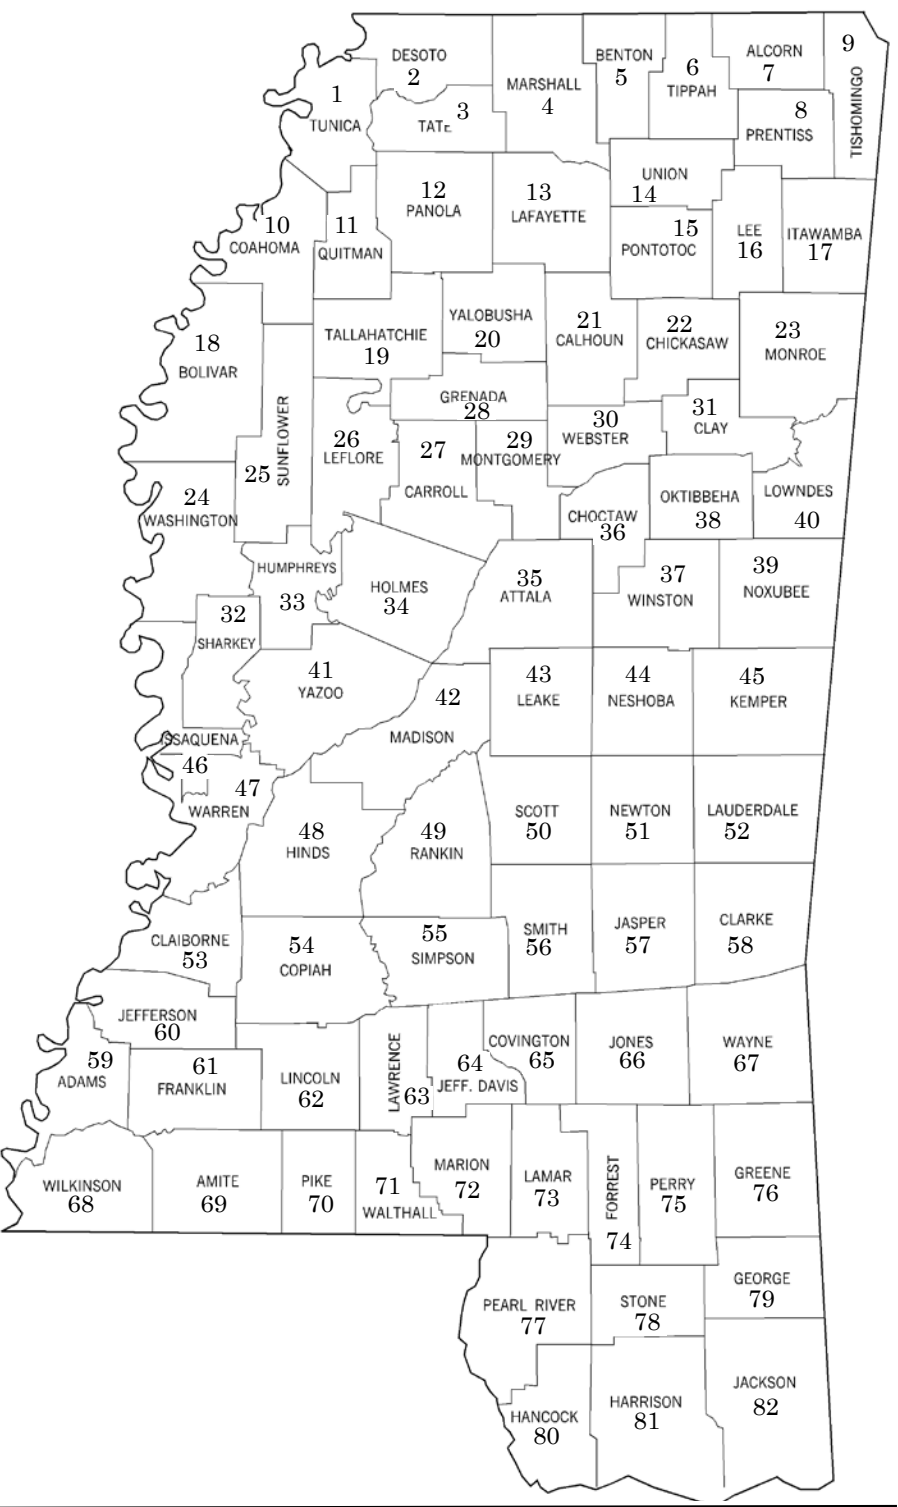 DESOTO
2
BENTON
5
6
TIPPAH
ALCORN
7
9
TISHOMINGO
1
TUNICA
TATE
3
MARSHALL
4
8
PRENTISS
10
COAHOMA
11
QUITMAN
12
PANOLA
13
LAFAYETTE
UNION
14
15
PONTOTOC
LEE
16
ITAWAMBA
17
18
BOLIVAR
TALLAHATCHIE
19
YALOBUSHA
20
21
CALHOUN
22
CHICKASAW
23
MONROE
SUNFLOWER
25
26
LEFLORE
GRENADA
28
27
CARROLL
29
MONTGOMERY
30
WEBSTER
31
CLAY
24
WASHINGTON
CHOCTAW
36
OKTIBBEHA
38
LOWNDES
40
32
SHARKEY
HUMPHREYS
33
HOLMES
34
35
ATTALA
37
WINSTON
39
NOXUBEE
41
YAZOO
42
MADISON
43
LEAKE
44
NESHOBA
45
KEMPER
ISSAQUENA
46
47
WARREN
48
HINDS
49
RANKIN
SCOTT
50
NEWTON
51
LAUDERDALE
52
CLAIBORNE
53
54
COPIAH
55
SIMPSON
SMITH
56
JASPER
57
CLARKE
58
JEFFERSON
60
59
ADAMS
61
FRANKLIN
LINCOLN
62
LAWRENCE
63
64
JEFF. DAVIS
COVINGTON
65
JONES
66
WAYNE
67
WILKINSON
68
AMITE
69
PIKE
70
71
WALTHALL
MARION
72
LAMAR
73
FORREST
74
PERRY
75
GREENE
76
PEARL RIVER
77
STONE
78
GEORGE
79
HANCOCK
80
HARRISON
81
JACKSON
82